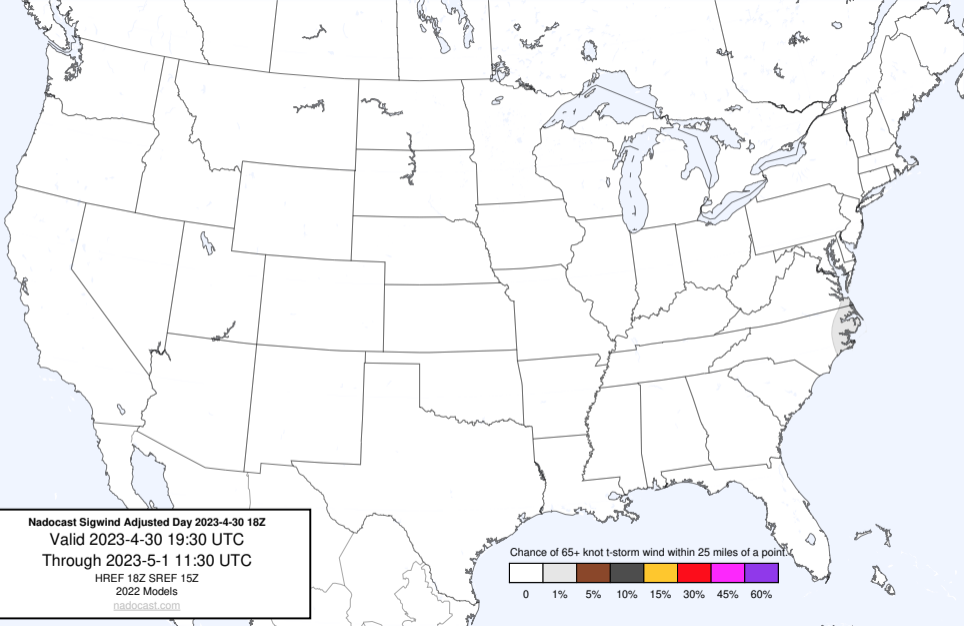 Nadocast Sigwind Adjusted Day 2023-4-30 18Z
Valid 2023-4-30 19:30 UTC
Through 2023-5-1 11:30 UTC
HREF 18Z SREF 15Z
2022 Models
nadocast.com
Chance of 65+ knot t-storm wind within 25 miles of a point.
0 1% 5% 10% 15% 30% 45% 60%